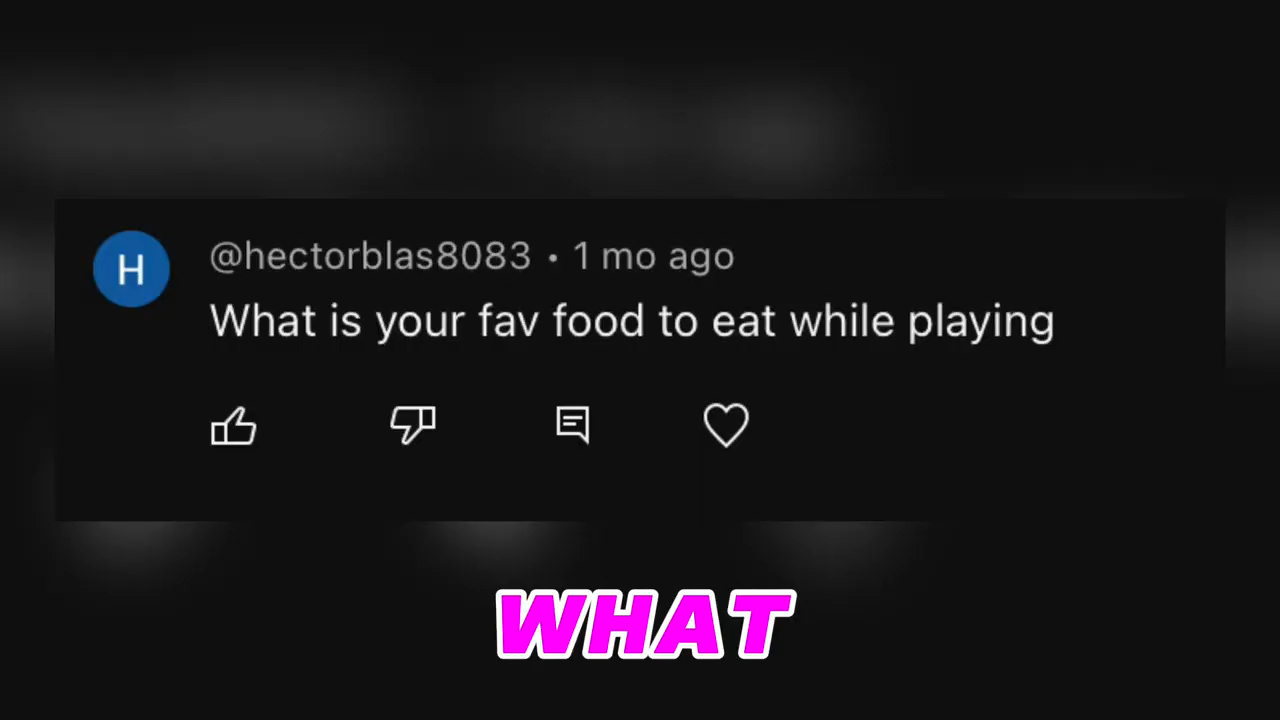 H
@hectorblas8083 • 1 mo ago
What is your fav food to eat while playing
WHAT